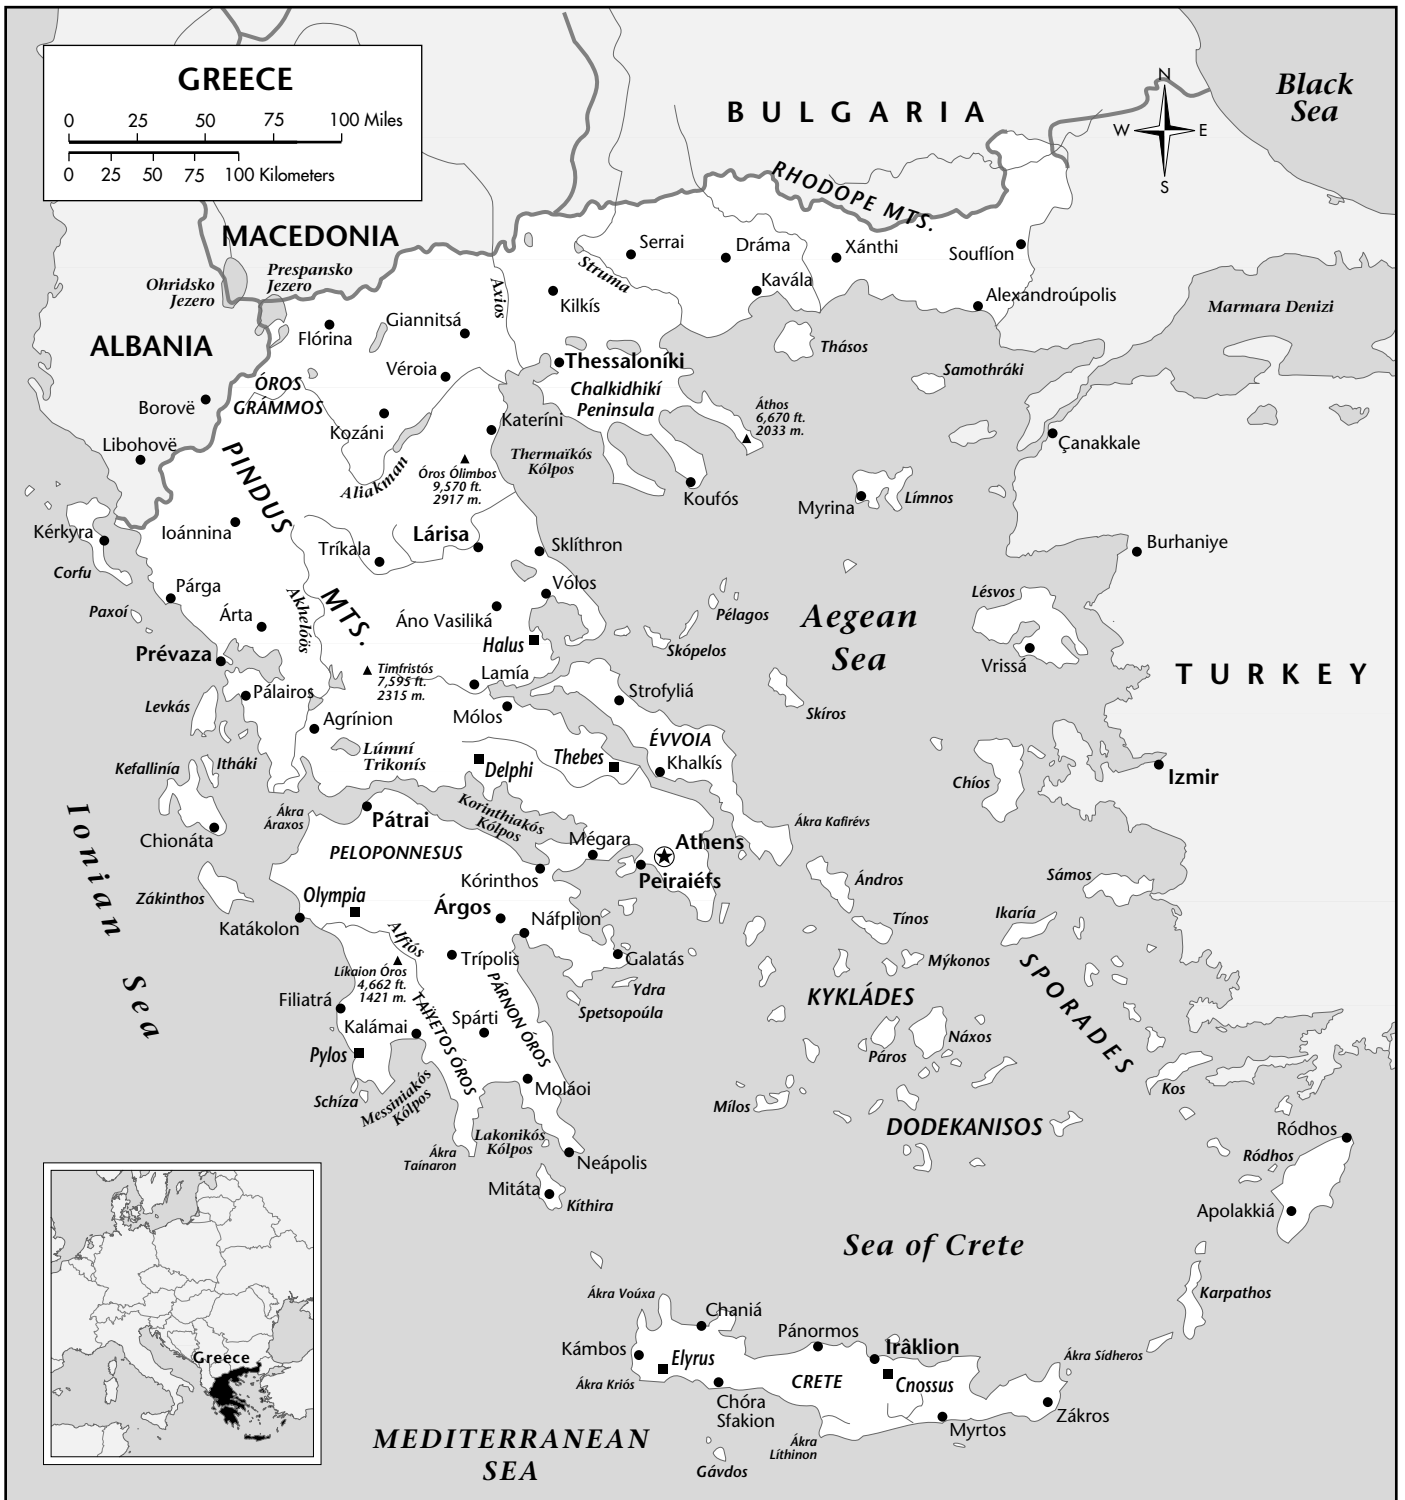 GREECE
0 25 50 75 100 Miles
0 25 50 75 100 Kilometers
BULGARIA
Black
Sea
N
W E
S
RHODOPE MTS.
MACEDONIA
Ohridsko
Jezero
Prespansko
Jezero
ALBANIA
Serrai
Dráma
Xánthi
Souflíon
Struma
Kavála
Axios
Kilkís
Alexandroúpolis
Marmara Denizi
Flórina
Giannitsá
Thásos
Samothráki
Véroia
Thessaloníki
Chalkidhikí
Peninsula
ÓROS
GRÁMMOS
Borovë
Áthos
6,670 ft.
2033 m.
Kozáni
Kateríni
Çanakkale
Libohovë
PINDUS
MTS.
Aliakman
Óros Ólimbos
9,570 ft.
2917 m.
Thermaïkós
Kólpos
Koufós
Myrina
Límnos
Kérkyra
Ioánnina
Tríkala
Lárisa
Sklíthron
Burhaniye
Corfu
Párga
Vólos
Lésvos
Paxoí
Árta
Akhelóös
Áno Vasiliká
Pélagos
Aegean
Sea
Halus
Skópelos
Prévaza
Vrissá
TURKEY
Timfristós
7,595 ft.
2315 m.
Lamía
Pálairos
Strofyliá
Levkás
Skíros
Agrínion
Mólos
ÉVVOIA
Lúmní
Trikonís
Delphi
Thebes
Khalkís
Itháki
Kefallinía
Chíos
Izmir
Ionian Sea
Ákra
Áraxos
Pátrai
Korinthiakós
Kólpos
Ákra Kafirévs
Chionáta
Mégara
Athens
PELOPONNESUS
Peiraiéfs
Kórinthos
Ándros
Sámos
Zákinthos
Olympia
Árgos
Náfplion
Tínos
Ikaría
Katákolon
Alfiós
Trípolis
Galatás
Mýkonos
SPORADES
Líkaion Óros
4,662 ft.
1421 m.
Ydra
Filiatrá
PÁRNON ÓROS
TAÏYETOS ÓROS
Spetsopoúla
KYKLÁDES
Kalámai
Spárti
Náxos
Páros
Pylos
Moláoi
Kos
Schíza
Messiniakós
Kólpos
Mílos
DODEKANISOS
Ródhos
Lakonikós
Kólpos
Ákra
Taínaron
Neápolis
Ródhos
Mitáta
Kíthira
Apolakkiá
Sea of Crete
Karpathos
Ákra Voúxa
Chaniá
Pánormos
Irâklion
Kámbos
Elyrus
Ákra Sídheros
Greece
Ákra Kriós
CRETE
Cnossus
Chóra
Sfakion
Zákros
Myrtos
MEDITERRANEAN
SEA
Ákra
Líthinon
Gávdos